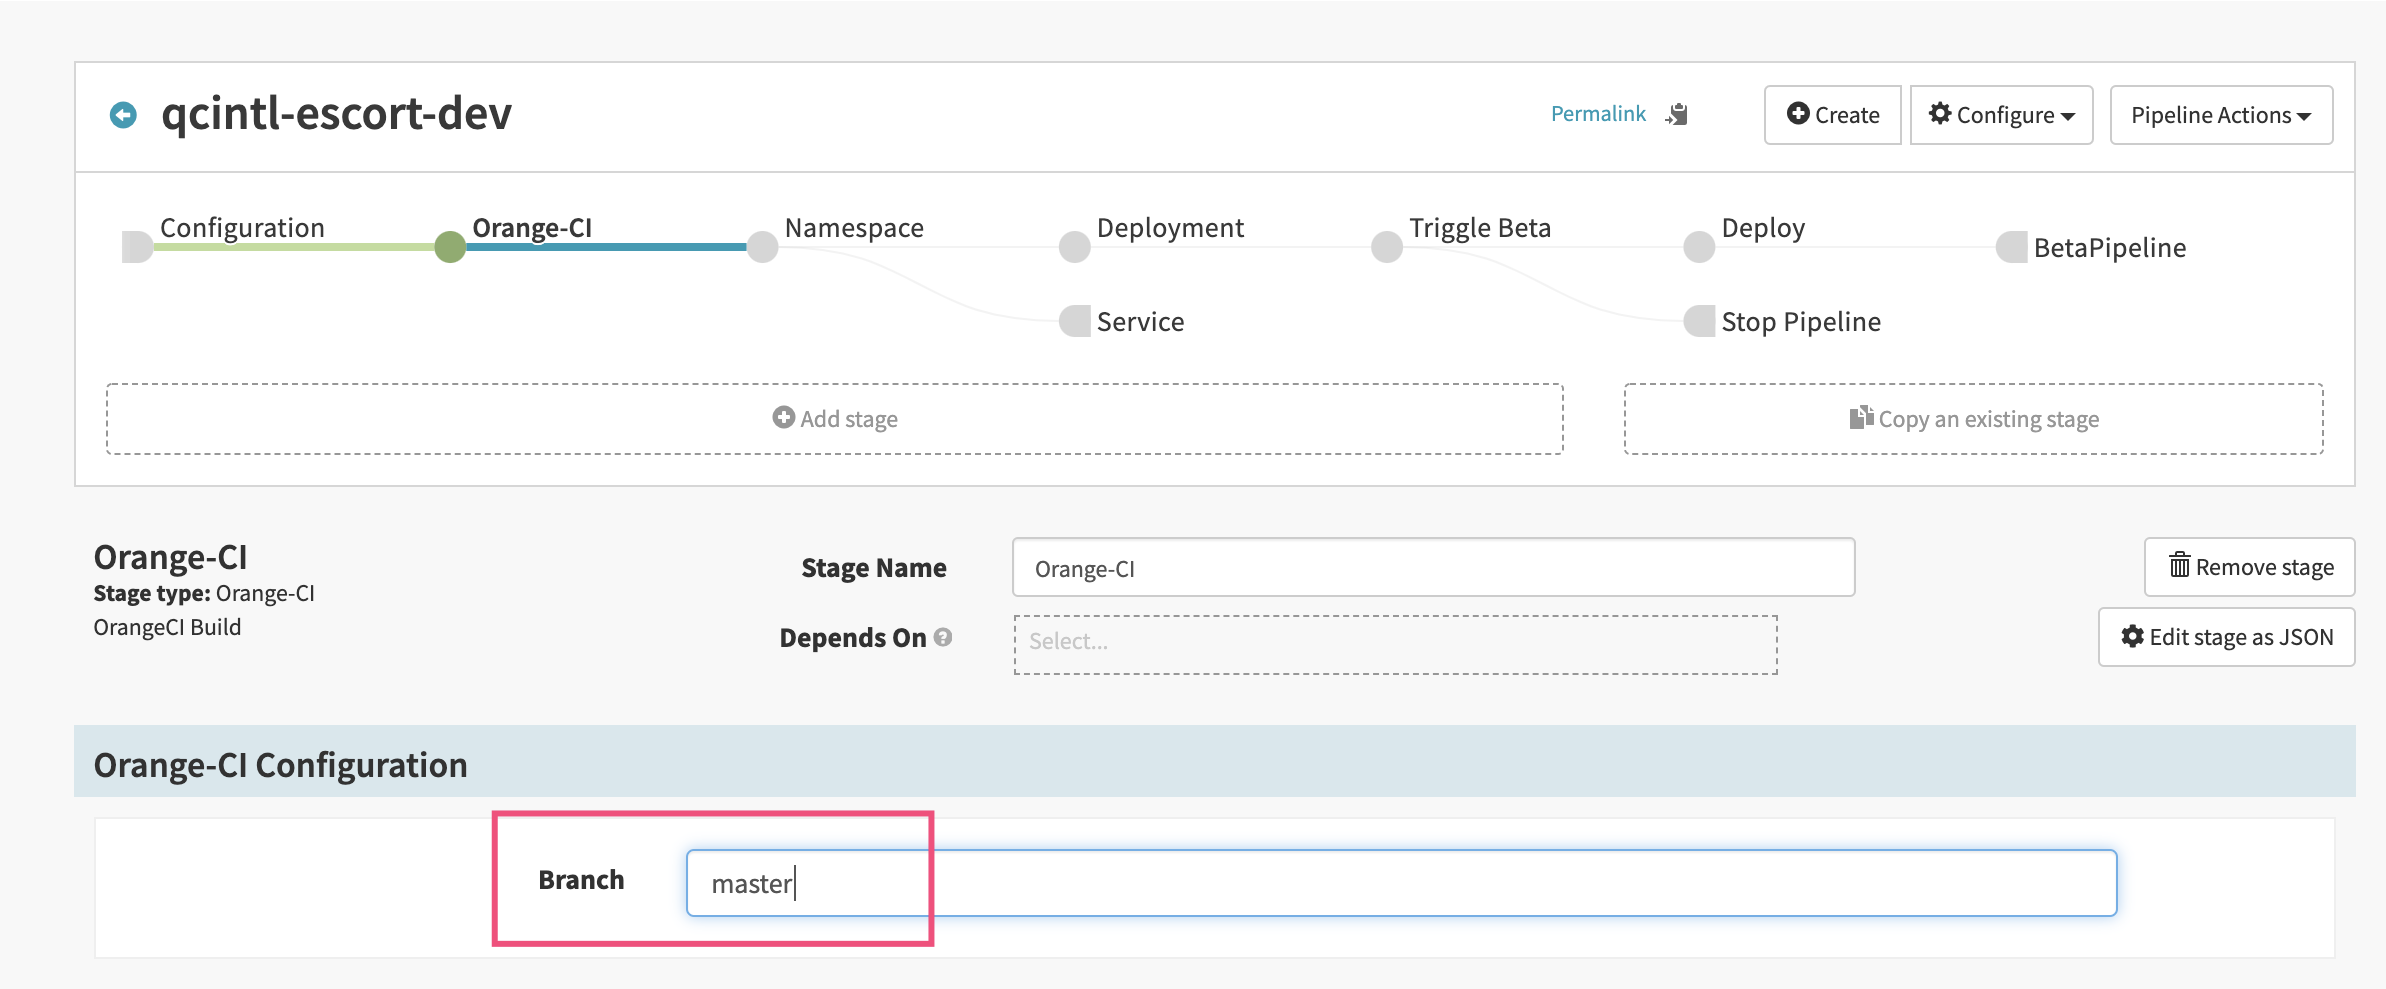 qcintl-escort-dev
Permalink
Create
Configure
Pipeline Actions
Configuration
Orange-CI
Namespace
Deployment
Triggle Beta
Deploy
BetaPipeline
Service
Stop Pipeline
Add stage
Copy an existing stage
Orange-CI
Stage type: Orange-CI
OrangeCI Build
Stage Name
Orange-CI
Remove stage
Depends On
Select...
Edit stage as JSON
Orange-CI Configuration
Branch
master